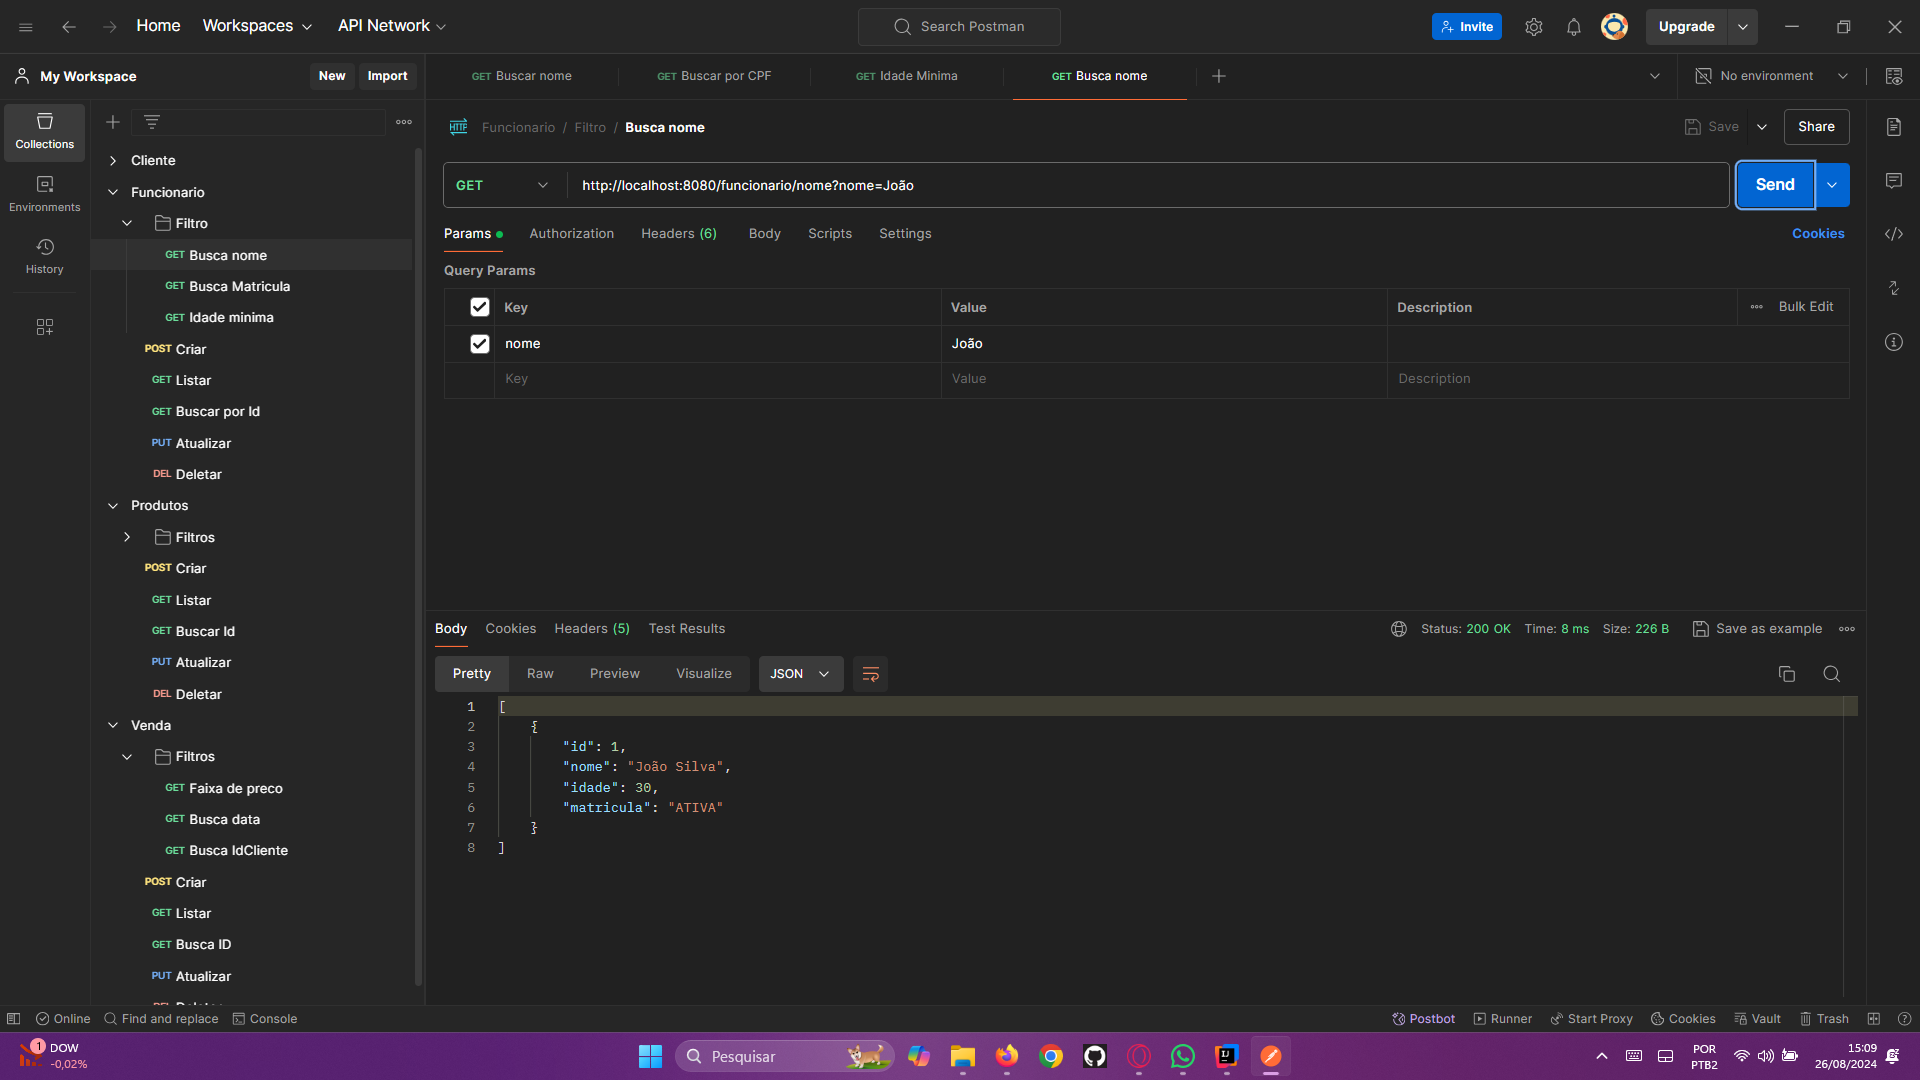 Home
Workspaces
API Network
Search Postman
Invite
Upgrade
My Workspace
New
Import
GET Buscar nome
GET Buscar por CPF
GET Idade Minima
GET Busca nome
No environment
Collections
Environments
History
Cliente
Funcionario
Filtro
GET Busca nome
GET Busca Matricula
GET Idade minima
POST Criar
GET Listar
GET Buscar por Id
PUT Atualizar
DEL Deletar
Produtos
Filtros
POST Criar
GET Listar
GET Buscar Id
PUT Atualizar
DEL Deletar
Venda
Filtros
GET Faixa de preco
GET Busca data
GET Busca IdCliente
POST Criar
GET Listar
GET Busca ID
PUT Atualizar
HTTP Funcionario / Filtro / Busca nome
Save
Share
GET
http://localhost:8080/funcionario/nome?nome=João
Send
Params
Authorization
Headers (6)
Body
Scripts
Settings
Cookies
Query Params
Key
Value
Description
Bulk Edit
nome
João
Key
Value
Description
Body
Cookies
Headers (5)
Test Results
Status: 200 OK
Time: 8 ms
Size: 226 B
Save as example
Pretty
Raw
Preview
Visualize
JSON
1 [
2 {
3 "id": 1,
4 "nome": "João Silva",
5 "idade": 30,
6 "matricula": "ATIVA"
7 }
8 ]
Online
Find and replace
Console
Postbot
Runner
Start Proxy
Cookies
Vault
Trash
1
DOW
-0,02%
Pesquisar
POR
PTB2
15:09
26/08/2024